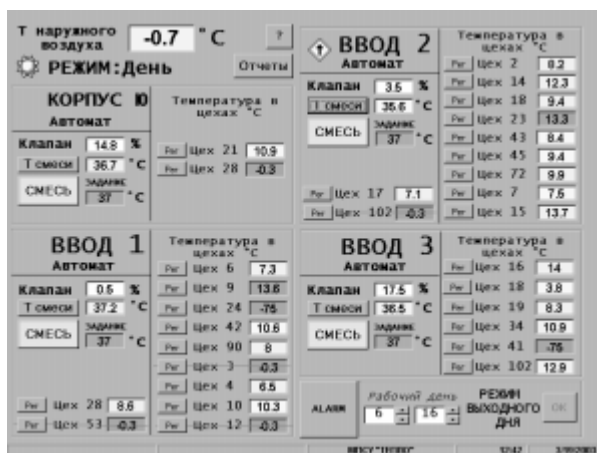 Т наружного воздуха -0.7 °C ?
РЕЖИМ: День Отчеты
КОРПУС Ю
Автомат
Клапан 14.8 %
Т смеси 36.7 °C
СМЕСЬ ЗАДАНИЕ 37 °C
Температура в цехах °C
Рег Цех 21 10.9
Рег Цех 28 -0.3
ВВОД 2
Автомат
Клапан 3.5 %
Т смеси 35.6 °C
СМЕСЬ ЗАДАНИЕ 37 °C
Рег Цех 17 7.1
Рег Цех 102 -0.3
Температура в цехах °C
Рег Цех 2 8.2
Рег Цех 14 12.3
Рег Цех 18 9.4
Рег Цех 23 13.3
Рег Цех 43 8.4
Рег Цех 45 9.4
Рег Цех 72 9.9
Рег Цех 7 7.5
Рег Цех 15 13.7
ВВОД 1
Автомат
Клапан 0.5 %
Т смеси 37.2 °C
СМЕСЬ ЗАДАНИЕ 37 °C
Рег Цех 28 8.6
Рег Цех 53 -0.3
Температура в цехах °C
Рег Цех 6 7.3
Рег Цех 9 13.6
Рег Цех 24 -75
Рег Цех 42 10.6
Рег Цех 90 8
Рег Цех 3 -0.3
Рег Цех 4 6.5
Рег Цех 10 10.3
Рег Цех 12 -0.3
ВВОД 3
Автомат
Клапан 17.5 %
Т смеси 36.5 °C
СМЕСЬ ЗАДАНИЕ 37 °C
Температура в цехах °C
Рег Цех 16 14
Рег Цех 18 3.8
Рег Цех 19 8.3
Рег Цех 34 10.9
Рег Цех 41 -75
Рег Цех 102 12.9
ALARM
Рабочий день
6 16
РЕЖИМ ВЫХОДНОГО ДНЯ OK
12:42